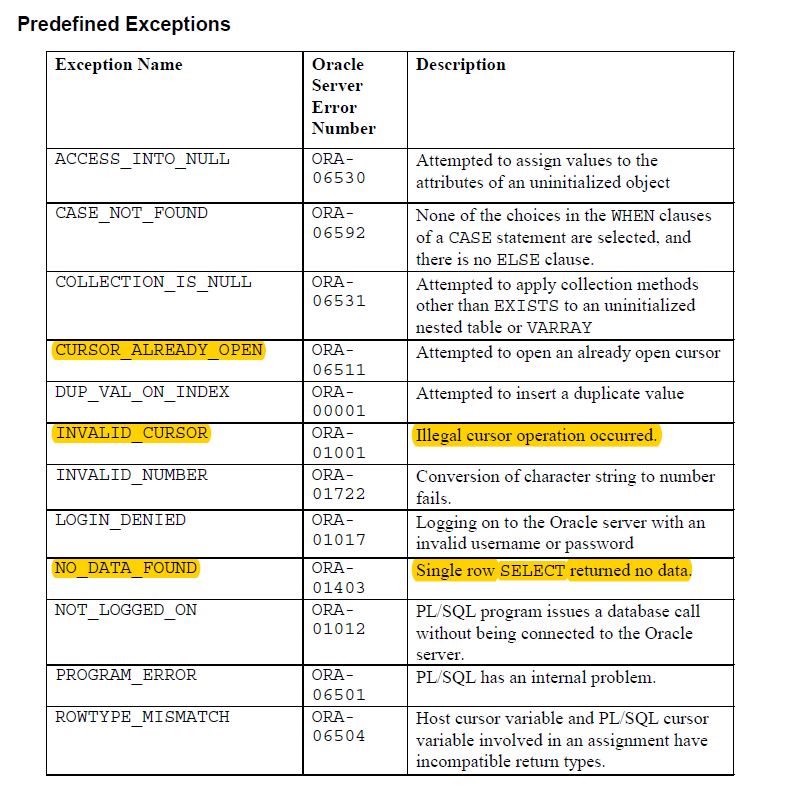 Predefined Exceptions
Exception Name
Oracle
Server
Error
Number
Description
ACCESS_INTO_NULL
ORA-
06530
Attempted to assign values to the
attributes of an uninitialized object
CASE_NOT_FOUND
ORA-
06592
None of the choices in the WHEN clauses
of a CASE statement are selected, and
there is no ELSE clause.
COLLECTION_IS_NULL
ORA-
06531
Attempted to apply collection methods
other than EXISTS to an uninitialized
nested table or VARRAY
CURSOR_ALREADY_OPEN
ORA-
06511
Attempted to open an already open cursor
DUP_VAL_ON_INDEX
ORA-
00001
Attempted to insert a duplicate value
INVALID_CURSOR
ORA-
01001
Illegal cursor operation occurred.
INVALID_NUMBER
ORA-
01722
Conversion of character string to number
fails.
LOGIN_DENIED
ORA-
01017
Logging on to the Oracle server with an
invalid username or password
NO_DATA_FOUND
ORA-
01403
Single row SELECT returned no data.
NOT_LOGGED_ON
ORA-
01012
PL/SQL program issues a database call
without being connected to the Oracle
server.
PROGRAM_ERROR
ORA-
06501
PL/SQL has an internal problem.
ROWTYPE_MISMATCH
ORA-
06504
Host cursor variable and PL/SQL cursor
variable involved in an assignment have
incompatible return types.